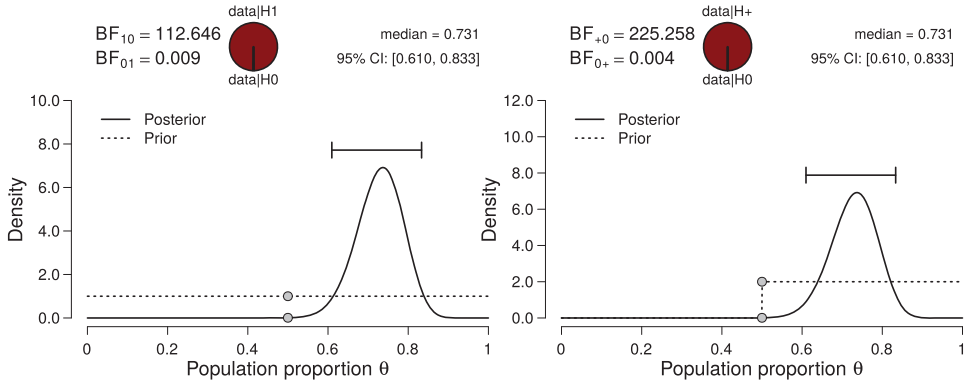 data|H1
BF10 = 112.646
BF01 = 0.009
data|H0
median = 0.731
95% CI: [0.610, 0.833]
10.0
8.0
6.0
4.0
2.0
0.0
Density
Posterior
Prior
0
0.2
0.4
0.6
0.8
1
Population proportion θ
data|H+
BF+0 = 225.258
BF0+ = 0.004
data|H0
median = 0.731
95% CI: [0.610, 0.833]
12.0
10.0
8.0
6.0
4.0
2.0
0.0
Density
Posterior
Prior
0
0.2
0.4
0.6
0.8
1
Population proportion θ